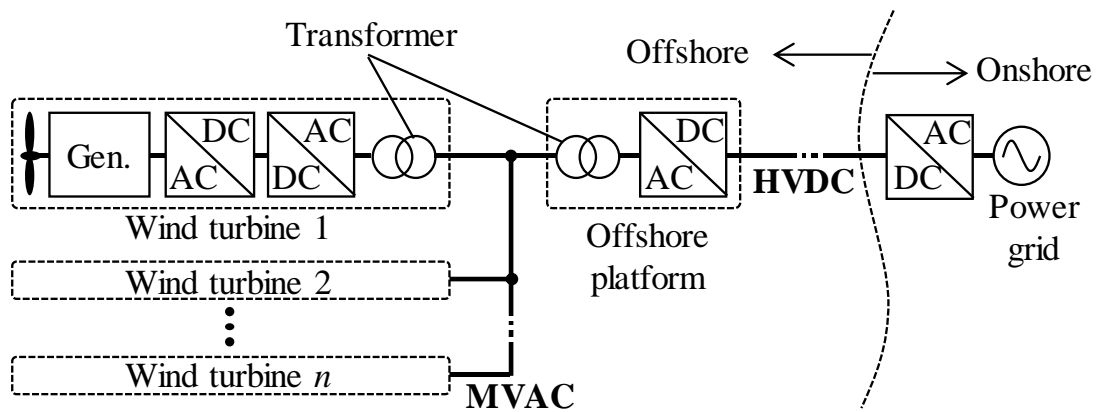 Transformer
Offshore
Onshore
Gen.
AC
DC
DC
AC
AC
DC
HVDC
DC
AC
Power
grid
Wind turbine 1
Offshore
platform
Wind turbine 2
Wind turbine n
MVAC